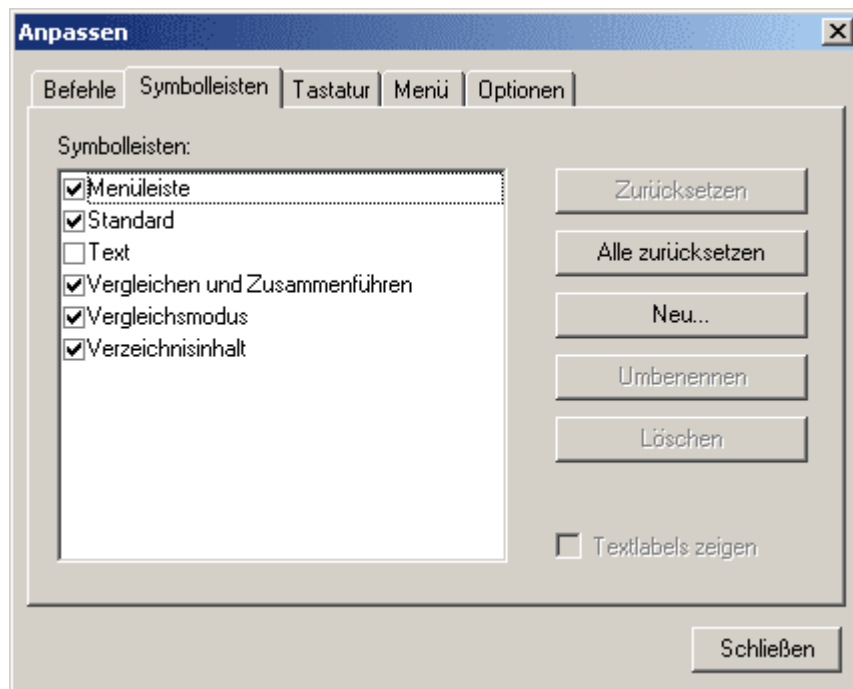 Anpassen
Befehle Symbolleisten Tastatur Menü Optionen
Symbolleisten:
Menüleiste
Standard
Text
Vergleichen und Zusammenführen
Vergleichsmodus
Verzeichnisinhalt
Zurücksetzen
Alle zurücksetzen
Neu...
Umbenennen
Löschen
Textlabels zeigen
Schließen